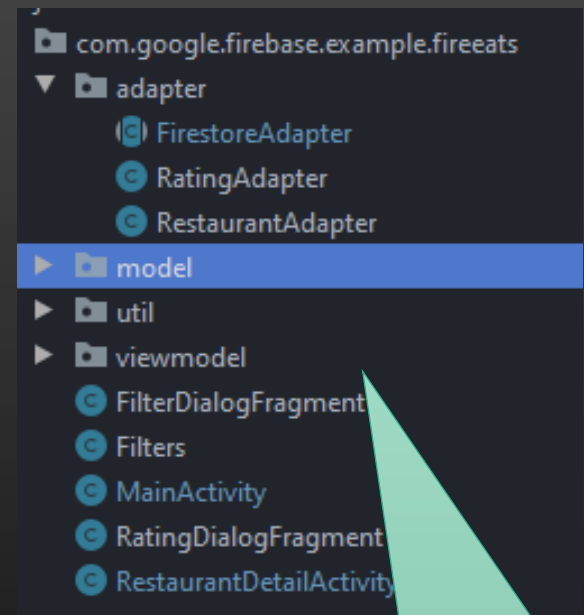 com.google.firebase.example.fireeats
adapter
FirestoreAdapter
RatingAdapter
RestaurantAdapter
model
util
viewmodel
FilterDialogFragment
Filters
MainActivity
RatingDialogFragment
RestaurantDetailActivity